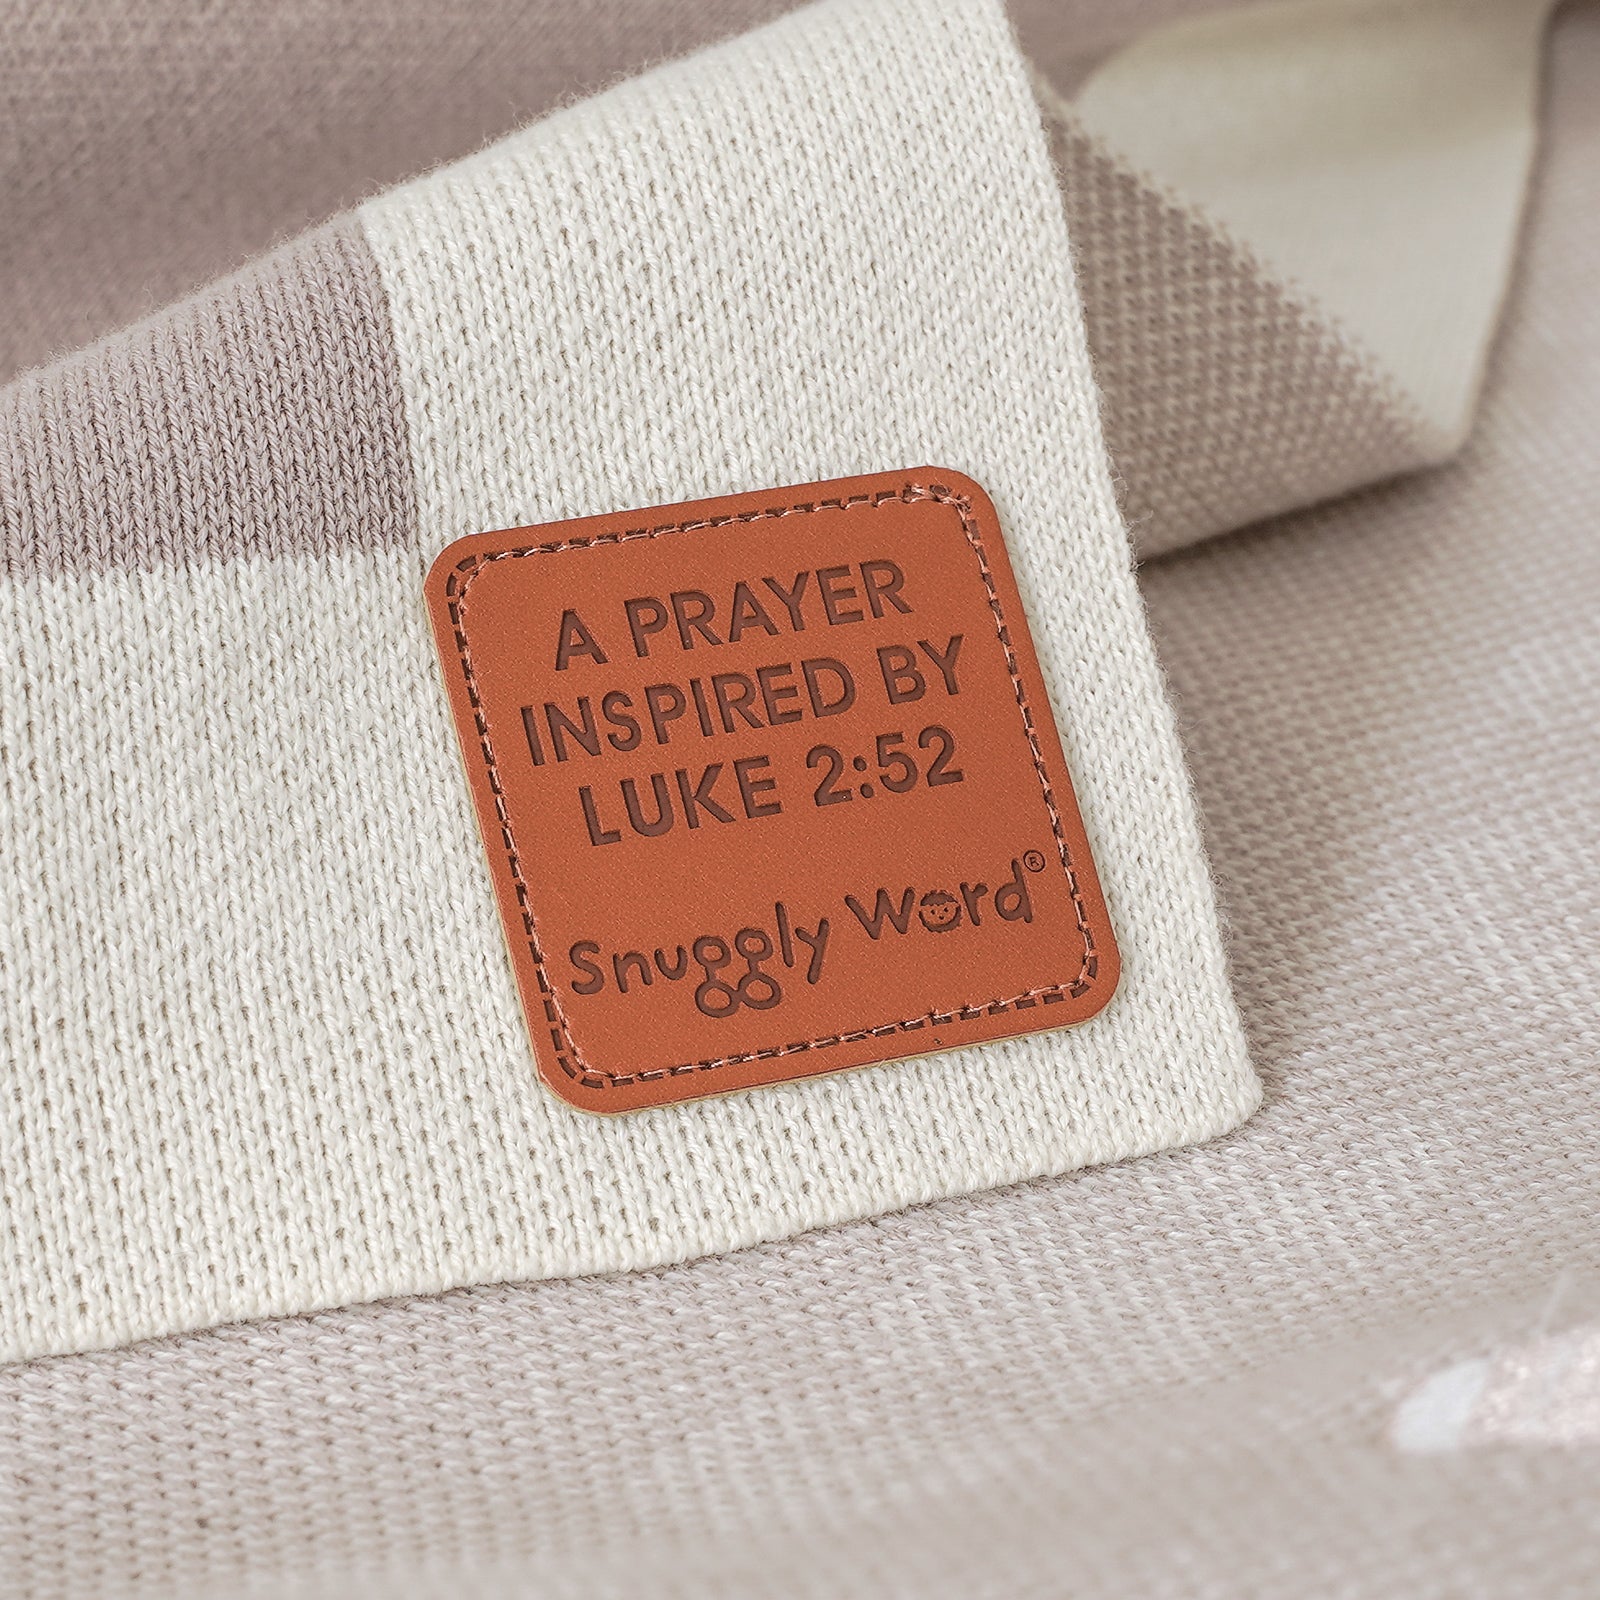 A PRAYER
INSPIRED BY
LUKE 2:52
Snuggly Word®